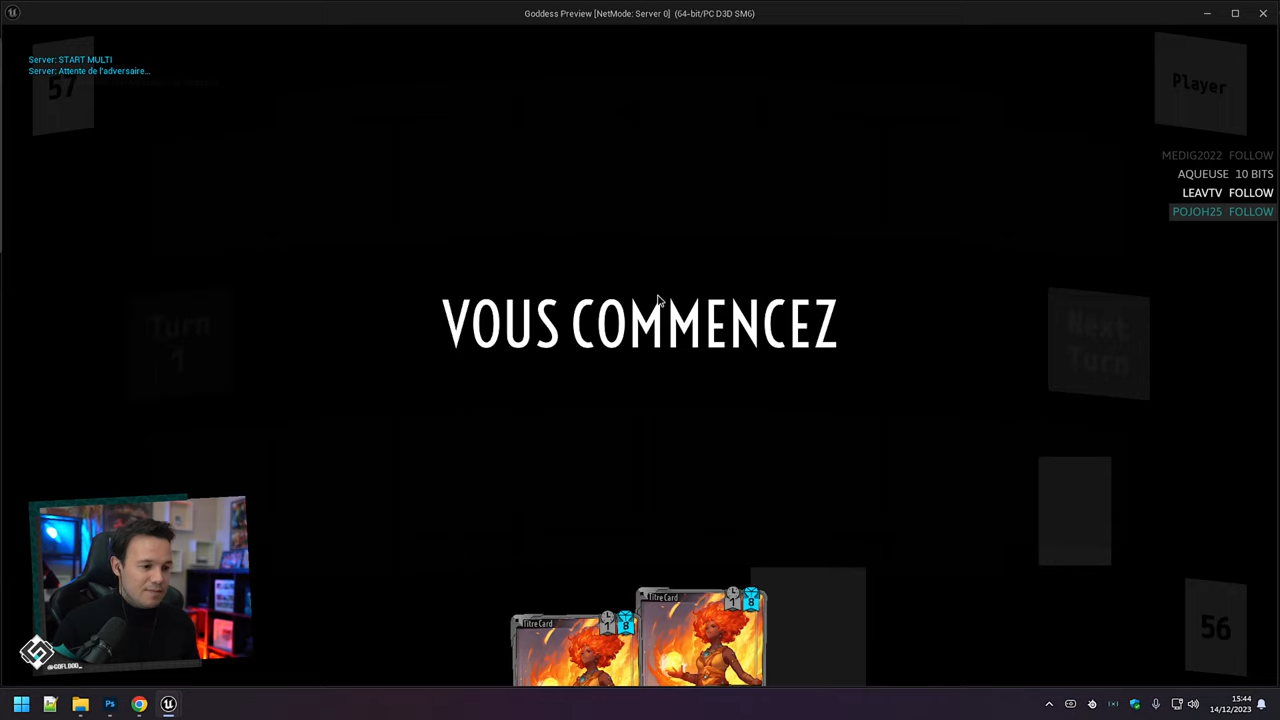 Goddess Preview [NetMode: Server 0] (64-bit/PC D3D SM6)
Server: START MULTI
Server: Attente de l'adversaire...
57
Player
MEDIG2022 FOLLOW
AQUEUSE 10 BITS
LEAVTV FOLLOW
POJOH25 FOLLOW
VOUS COMMENCEZ
Turn
1
Next
Turn
Titre Card 1 8
Titre Card 1 8
56
15:44
14/12/2023